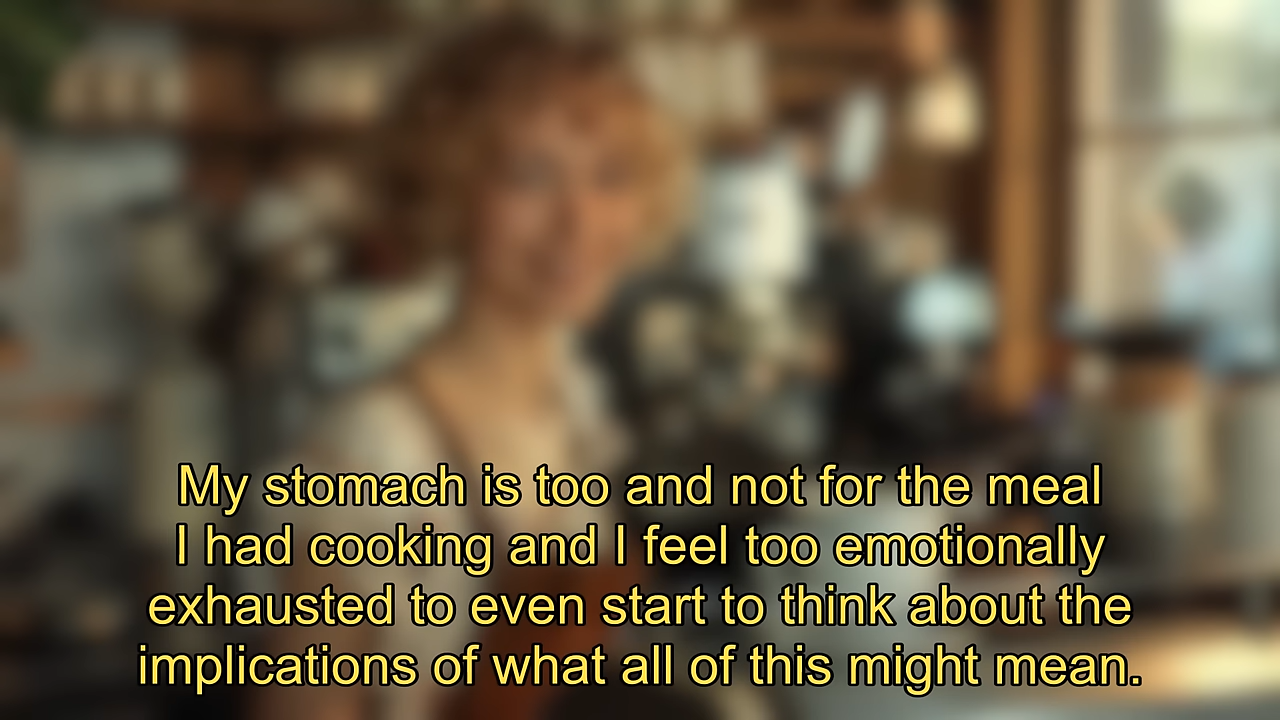 My stomach is too and not for the meal
I had cooking and I feel too emotionally
exhausted to even start to think about the
implications of what all of this might mean.